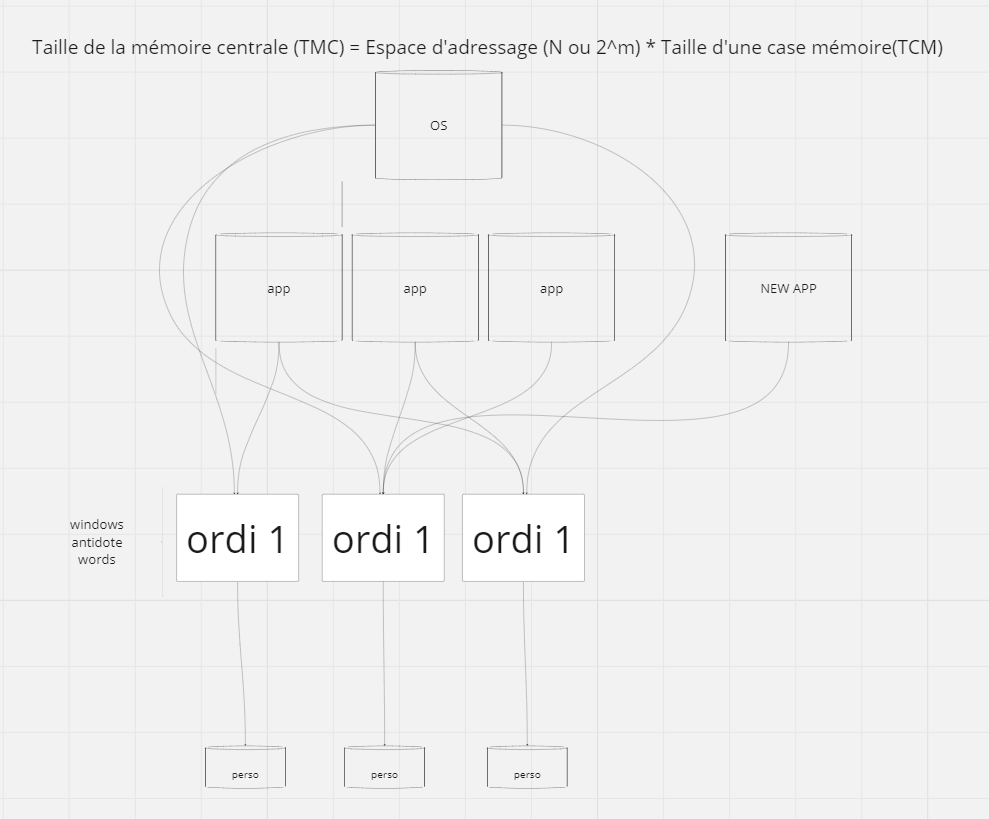 Taille de la mémoire centrale (TMC) = Espace d'adressage (N ou 2^m) * Taille d'une case mémoire(TCM)
OS
app
app
app
NEW APP
ordi 1
ordi 1
ordi 1
windows
antidote
words
perso
perso
perso